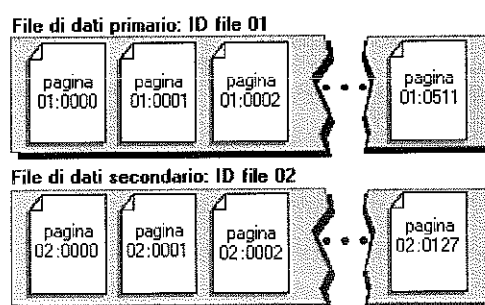 File di dati primario: ID file 01
pagina pagina pagina pagina
01:0000 01:0001 01:0002 01:0511
File di dati secondario: ID file 02
pagina pagina pagina pagina
02:0000 02:0001 02:0002 02:0127